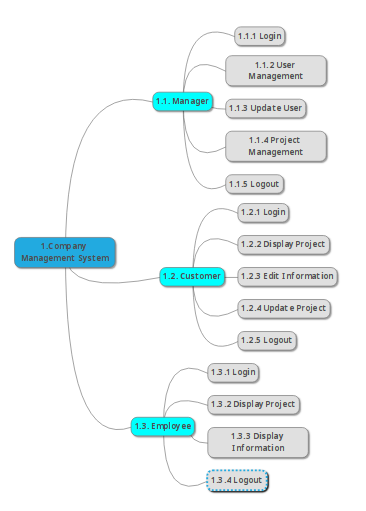 1.Company
Management System
1.1. Manager
1.1.1 Login
1.1.2 User
Management
1.1.3 Update User
1.1.4 Project
Management
1.1.5 Logout
1.2. Customer
1.2.1 Login
1.2.2 Display Project
1.2.3 Edit Information
1.2.4 Update Project
1.2.5 Logout
1.3. Employee
1.3.1 Login
1.3.2 Display Project
1.3.3 Display
Information
1.3.4 Logout